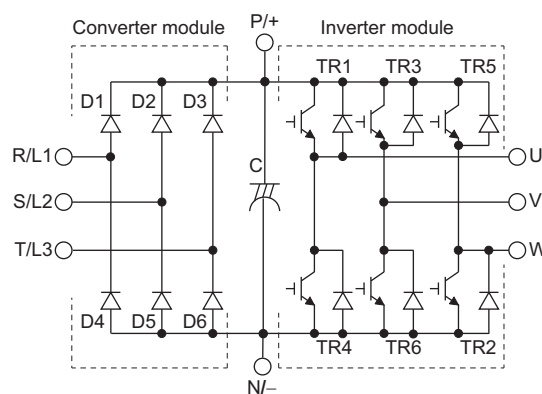 Converter module
P/+
Inverter module
TR1
TR3
TR5
D1
D2
D3
R/L1
U
C
S/L2
V
T/L3
W
D4
D5
D6
TR4
TR6
TR2
N/−